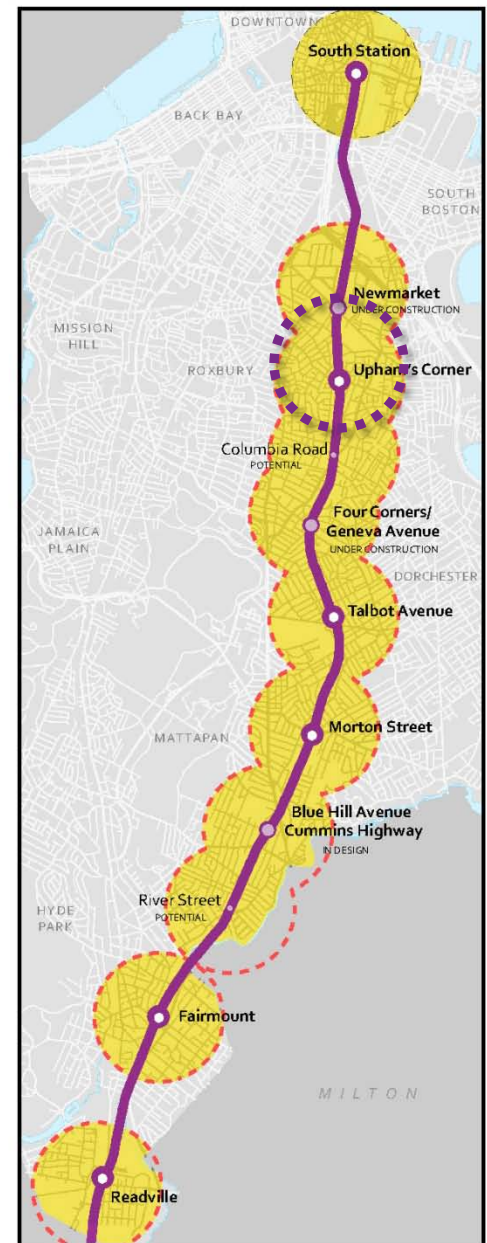 DOWNTOWN
South Station
BACK BAY
SOUTH
BOSTON
Newmarket
UNDER CONSTRUCTION
MISSION
HILL
ROXBURY
Upham's Corner
Columbia Road
POTENTIAL
Four Corners/
Geneva Avenue
UNDER CONSTRUCTION
JAMAICA
PLAIN
DORCHESTER
Talbot Avenue
Morton Street
MATTAPAN
Blue Hill Avenue
Cummins Highway
IN DESIGN
River Street
POTENTIAL
HYDE
PARK
Fairmount
MILTON
Readville